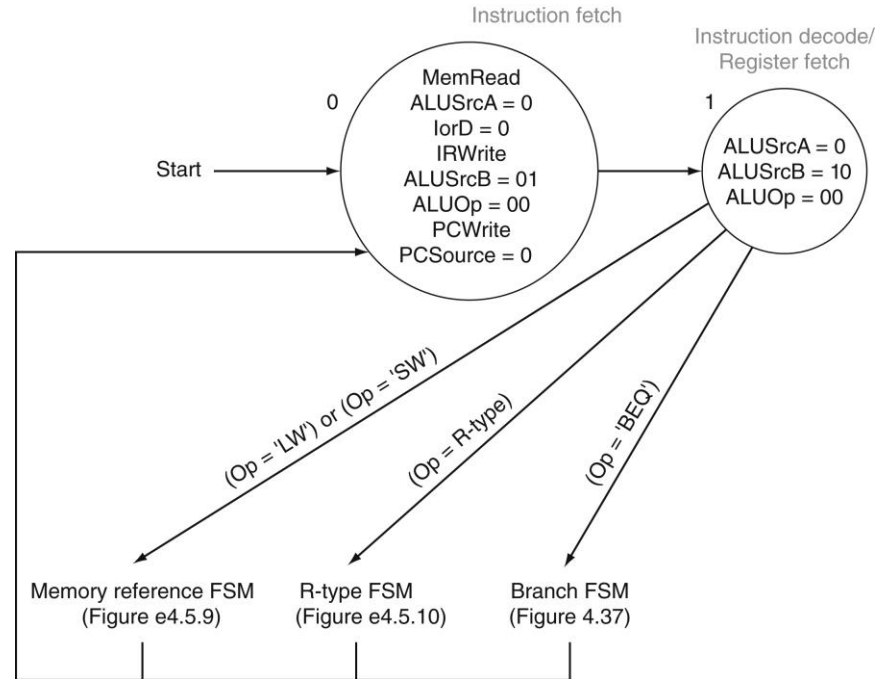 Instruction fetch
Instruction decode/
Register fetch
0
MemRead
ALUSrcA = 0
IorD = 0
IRWrite
ALUSrcB = 01
ALUOp = 00
PCWrite
PCSource = 0
1
ALUSrcA = 0
ALUSrcB = 10
ALUOp = 00
Start
(Op = 'LW') or (Op = 'SW')
(Op = R-type)
(Op = 'BEQ')
Memory reference FSM
(Figure e4.5.9)
R-type FSM
(Figure e4.5.10)
Branch FSM
(Figure 4.37)